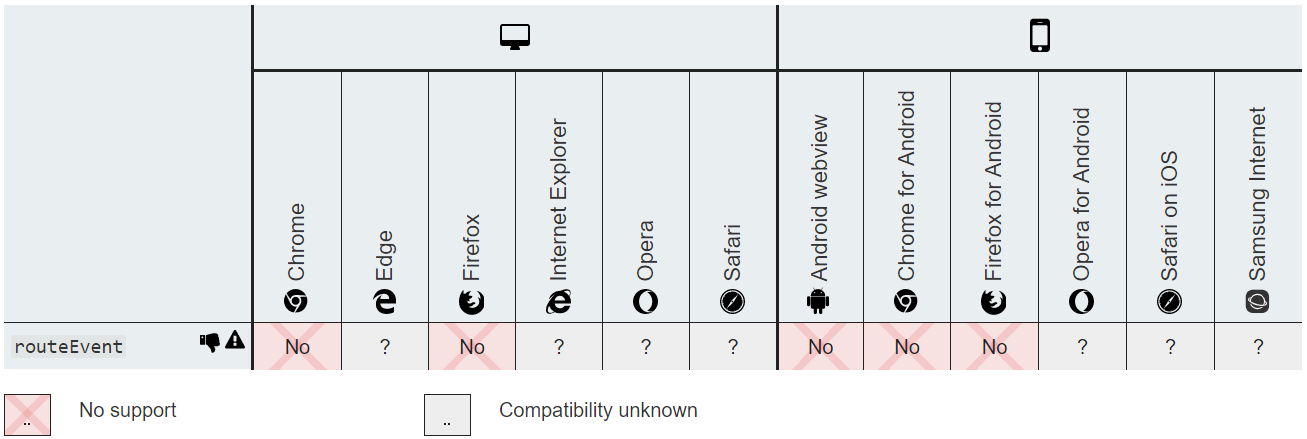 Chrome
Edge
Firefox
Internet Explorer
Opera
Safari
Android webview
Chrome for Android
Firefox for Android
Opera for Android
Safari on iOS
Samsung Internet
routeEvent No ? No ? ? ? No No No ? ? ?
.. No support .. Compatibility unknown